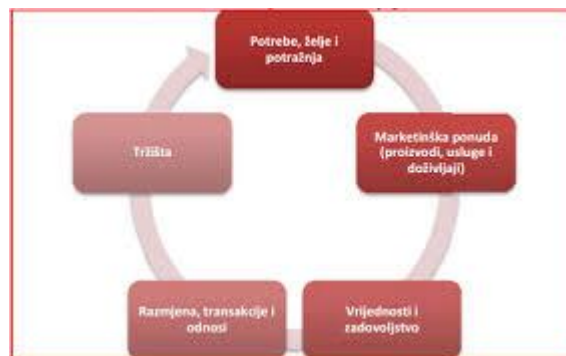 Potrebe, želje i
potražnja
Marketinška ponuda
(proizvodi, usluge i
doživljaji)
Vrijednosti i
zadovoljstvo
Razmjena, transakcije i
odnosi
Tržišta